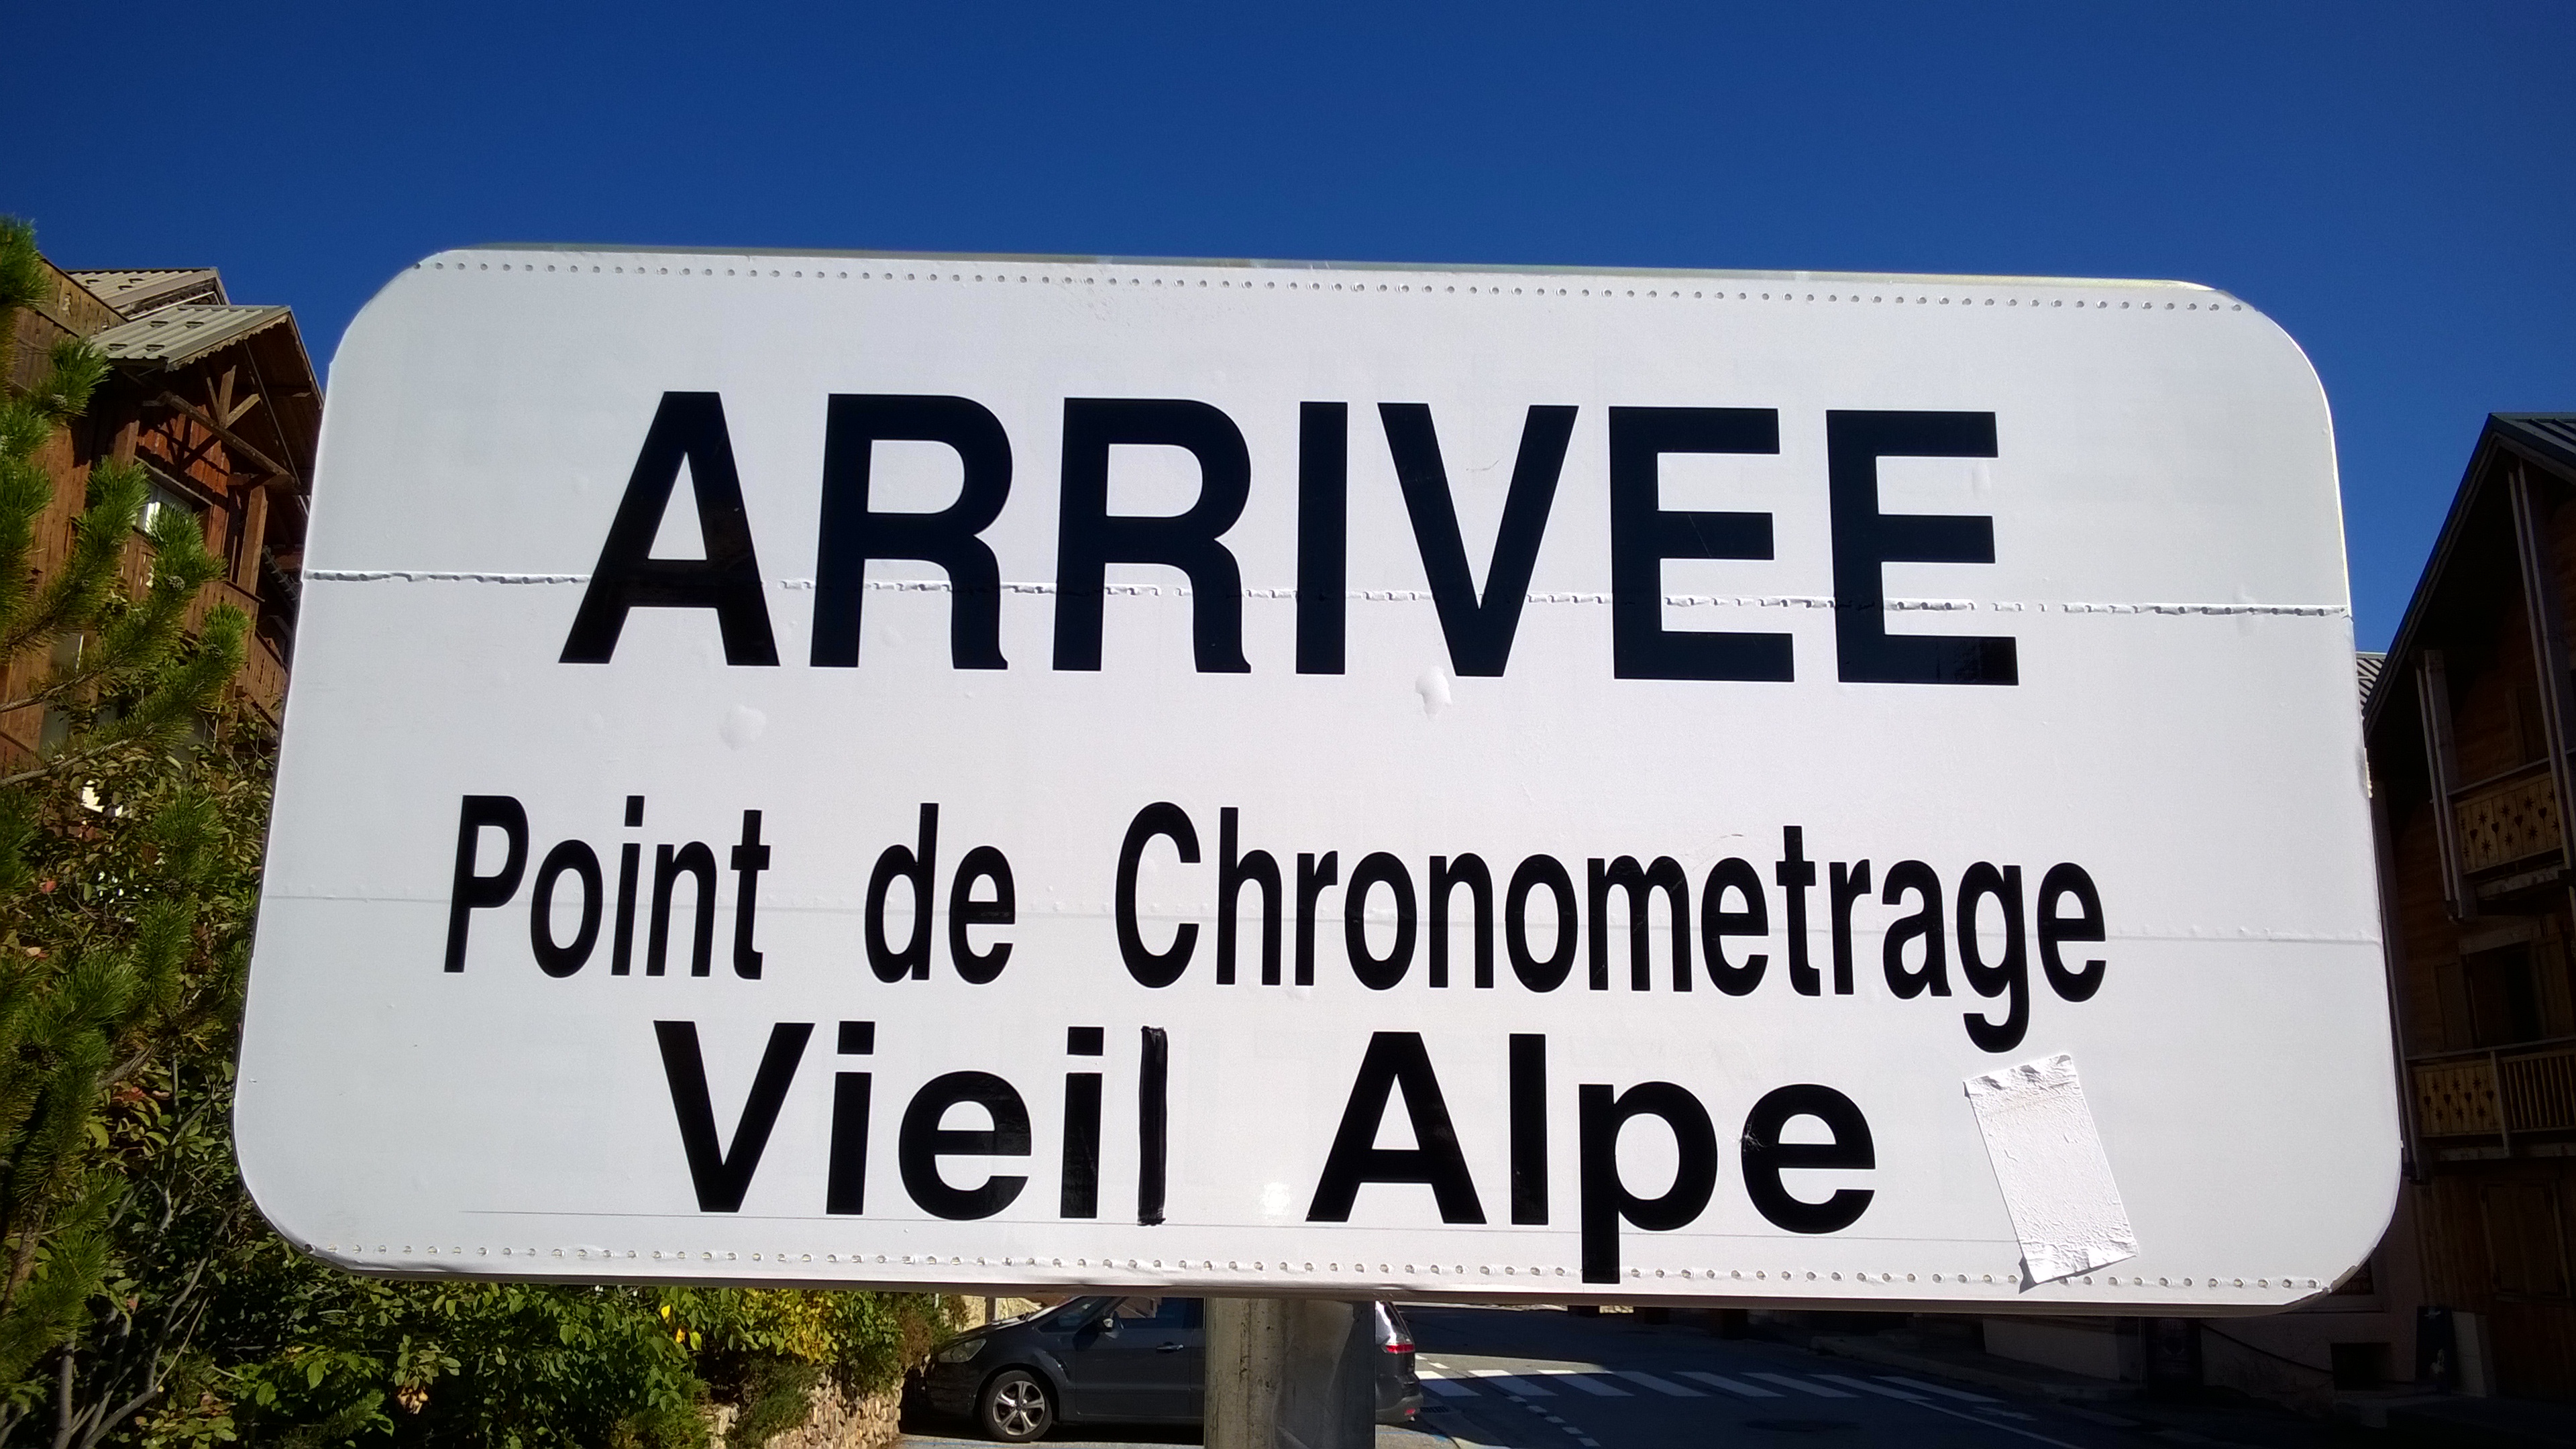 ARRIVEE
Point de Chronometrage
Vieil Alpe